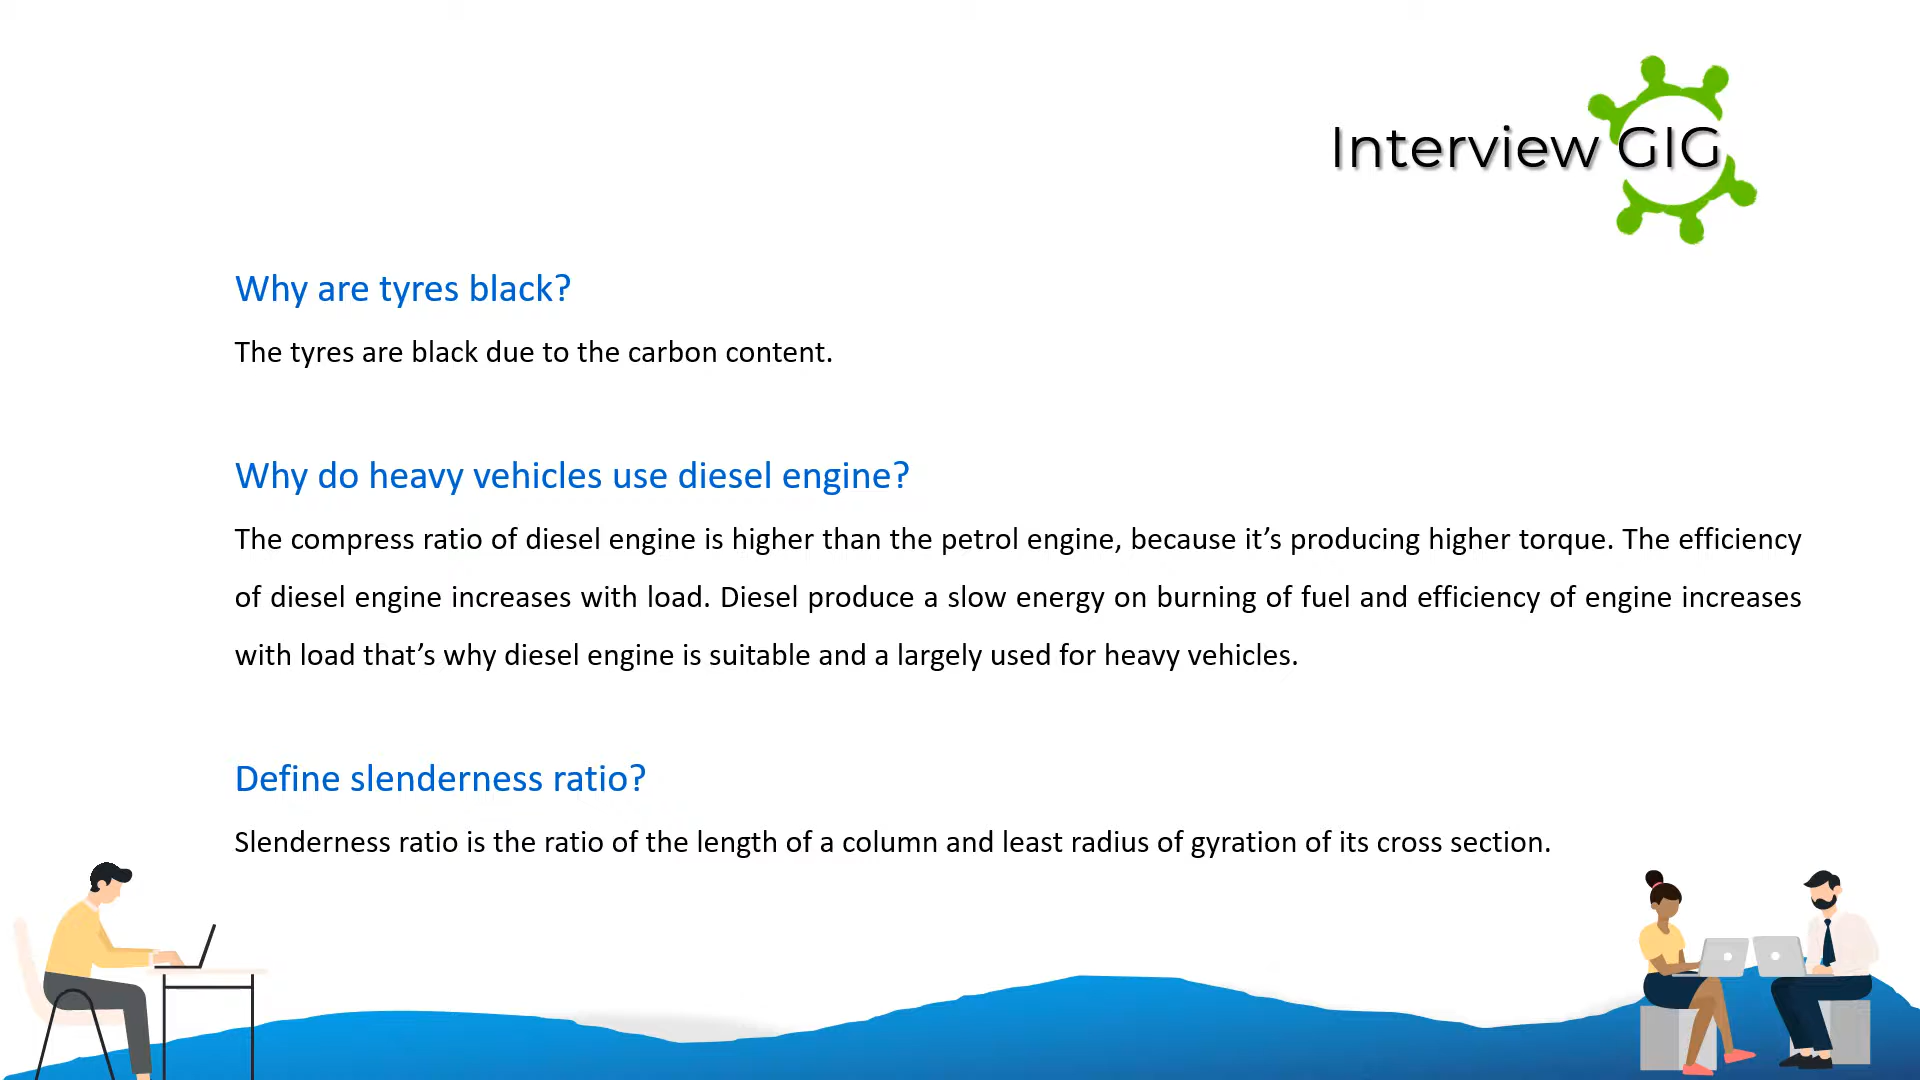 Interview GIG
Why are tyres black?
The tyres are black due to the carbon content.
Why do heavy vehicles use diesel engine?
The compress ratio of diesel engine is higher than the petrol engine, because it’s producing higher torque. The efficiency
of diesel engine increases with load. Diesel produce a slow energy on burning of fuel and efficiency of engine increases
with load that’s why diesel engine is suitable and a largely used for heavy vehicles.
Define slenderness ratio?
Slenderness ratio is the ratio of the length of a column and least radius of gyration of its cross section.